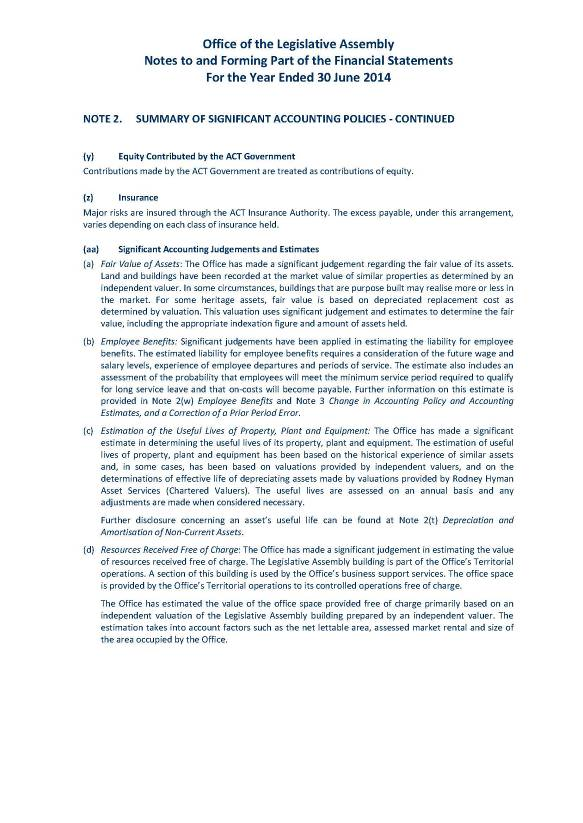 Office of the Legislative Assembly
Notes to and Forming Part of the Financial Statements
For the Year Ended 30 June 2014
NOTE 2. SUMMARY OF SIGNIFICANT ACCOUNTING POLICIES - CONTINUED
(y) Equity Contributed by the ACT Government
Contributions made by the ACT Government are treated as contributions of equity.
(z) Insurance
Major risks are insured through the ACT Insurance Authority. The excess payable, under this arrangement,
varies depending on each class of insurance held.
(aa) Significant Accounting Judgements and Estimates
(a) Fair Value of Assets: The Office has made a significant judgement regarding the fair value of its assets.
Land and buildings have been recorded at the market value of similar properties as determined by an
independent valuer. In some circumstances, buildings that are purpose built may realise more or less in
the market. For some heritage assets, fair value is based on depreciated replacement cost as
determined by valuation. This valuation uses significant judgement and estimates to determine the fair
value, including the appropriate indexation figure and amount of assets held.
(b) Employee Benefits: Significant judgements have been applied in estimating the liability for employee
benefits. The estimated liability for employee benefits requires a consideration of the future wage and
salary levels, experience of employee departures and periods of service. The estimate also includes an
assessment of the probability that employees will meet the minimum service period required to qualify
for long service leave and that on-costs will become payable. Further information on this estimate is
provided in Note 2(w) Employee Benefits and Note 3 Change in Accounting Policy and Accounting
Estimates, and a Correction of a Prior Period Error.
(c) Estimation of the Useful Lives of Property, Plant and Equipment: The Office has made a significant
estimate in determining the useful lives of its property, plant and equipment. The estimation of useful
lives of property, plant and equipment has been based on the historical experience of similar assets
and, in some cases, has been based on valuations provided by independent valuers, and on the
determinations of effective life of depreciating assets made by valuations provided by Rodney Hyman
Asset Services (Chartered Valuers). The useful lives are assessed on an annual basis and any
adjustments are made when considered necessary.
Further disclosure concerning an asset's useful life can be found at Note 2(t) Depreciation and
Amortisation of Non-Current Assets.
(d) Resources Received Free of Charge: The Office has made a significant judgement in estimating the value
of resources received free of charge. The Legislative Assembly building is part of the Office's Territorial
operations. A section of this building is used by the Office's business support services. The office space
is provided by the Office's Territorial operations to its controlled operations free of charge.
The Office has estimated the value of the office space provided free of charge primarily based on an
independent valuation of the Legislative Assembly building prepared by an independent valuer. The
estimation takes into account factors such as the net lettable area, assessed market rental and size of
the area occupied by the Office.